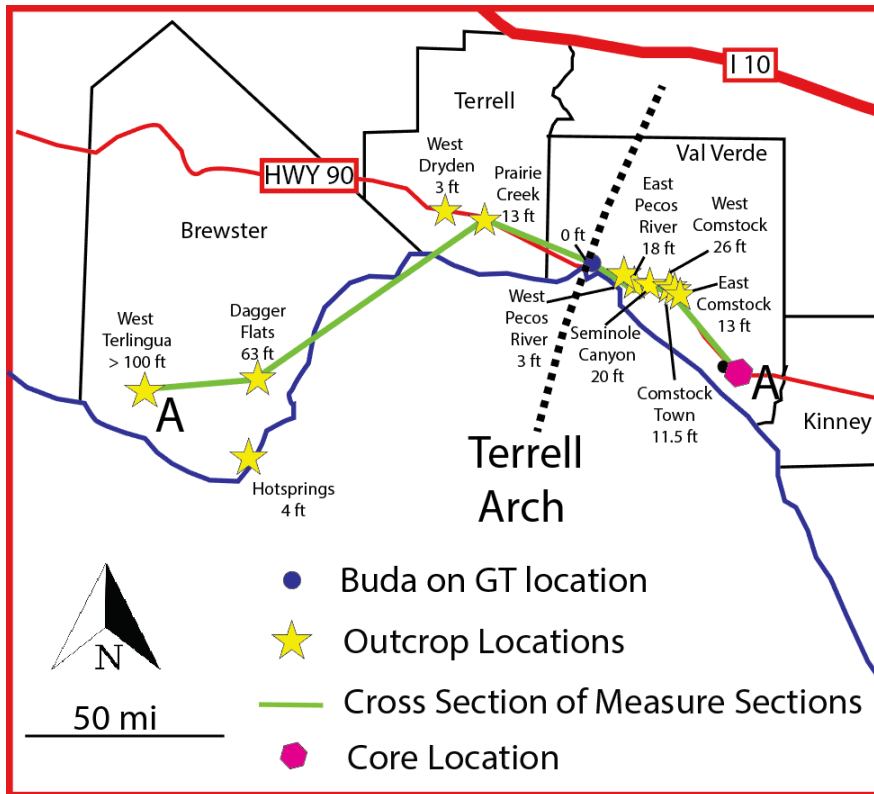 I 10
Terrell
West
Dryden
3 ft
Prairie
Creek
13 ft
Val Verde
HWY 90
East
Pecos
River
18 ft
West
Comstock
26 ft
0 ft
Brewster
East
Comstock
13 ft
West
Terlingua
> 100 ft
Dagger
Flats
63 ft
West
Pecos
River
3 ft
Seminole
Canyon
20 ft
Comstock
Town
11.5 ft
A
A
Kinney
Hotsprings
4 ft
Terrell
Arch
N
50 mi
Buda on GT location
Outcrop Locations
Cross Section of Measure Sections
Core Location